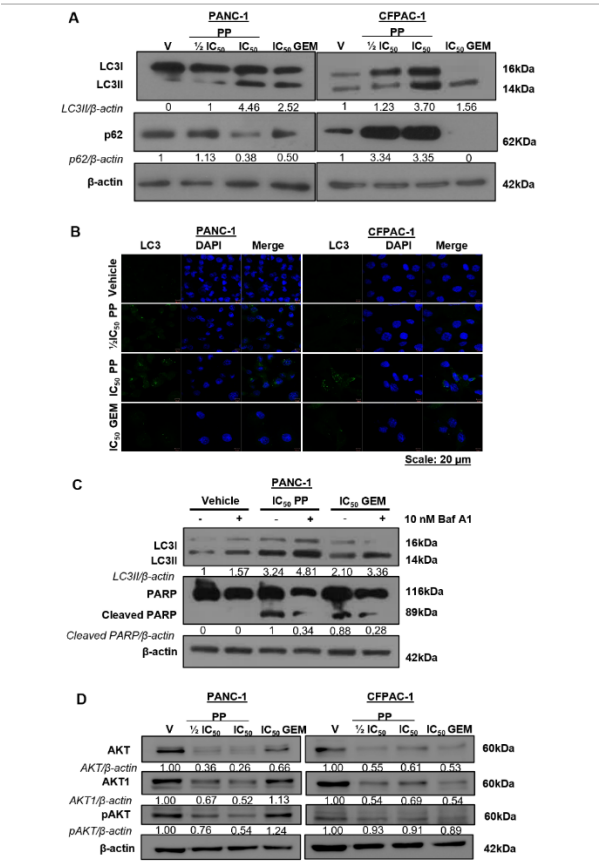 A
PANC-1 CFPAC-1
PP PP
V ½ IC50 IC50 IC50 GEM V ½ IC50 IC50 IC50 GEM
LC3I 16kDa
LC3II 14kDa
LC3II/β-actin 0 1 4.46 2.52 1 1.23 3.70 1.56
p62 62KDa
p62/β-actin 1 1.13 0.38 0.50 1 3.34 3.35 0
β-actin 42kDa
B
PANC-1 CFPAC-1
LC3 DAPI Merge LC3 DAPI Merge
Vehicle
½IC50 PP
IC50 PP
IC50 GEM
Scale: 20 µm
C
PANC-1
Vehicle IC50 PP IC50 GEM
- + - + - + 10 nM Baf A1
LC3I 16kDa
LC3II 14kDa
LC3II/β-actin 1 1.57 3.24 4.81 2.10 3.36
PARP 116kDa
Cleaved PARP 89kDa
Cleaved PARP/β-actin 0 0 1 0.34 0.88 0.28
β-actin 42kDa
D
PANC-1 CFPAC-1
PP PP
V ½ IC50 IC50 IC50 GEM V ½ IC50 IC50 IC50 GEM
AKT 60kDa
AKT/β-actin 1.00 0.36 0.26 0.66 1.00 0.55 0.61 0.53
AKT1 60kDa
AKT1/β-actin 1.00 0.67 0.52 1.13 1.00 0.54 0.69 0.54
pAKT 60kDa
pAKT/β-actin 1.00 0.76 0.54 1.24 1.00 0.93 0.91 0.89
β-actin 42kDa